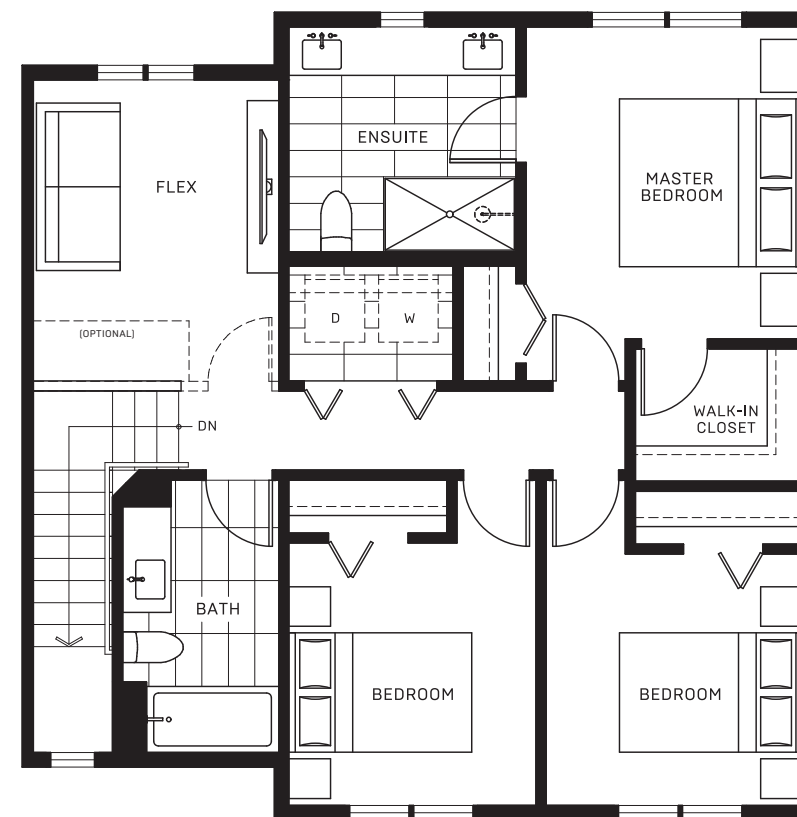 ENSUITE
FLEX
MASTER
BEDROOM
D
W
(OPTIONAL)
WALK-IN
CLOSET
DN
BATH
BEDROOM
BEDROOM